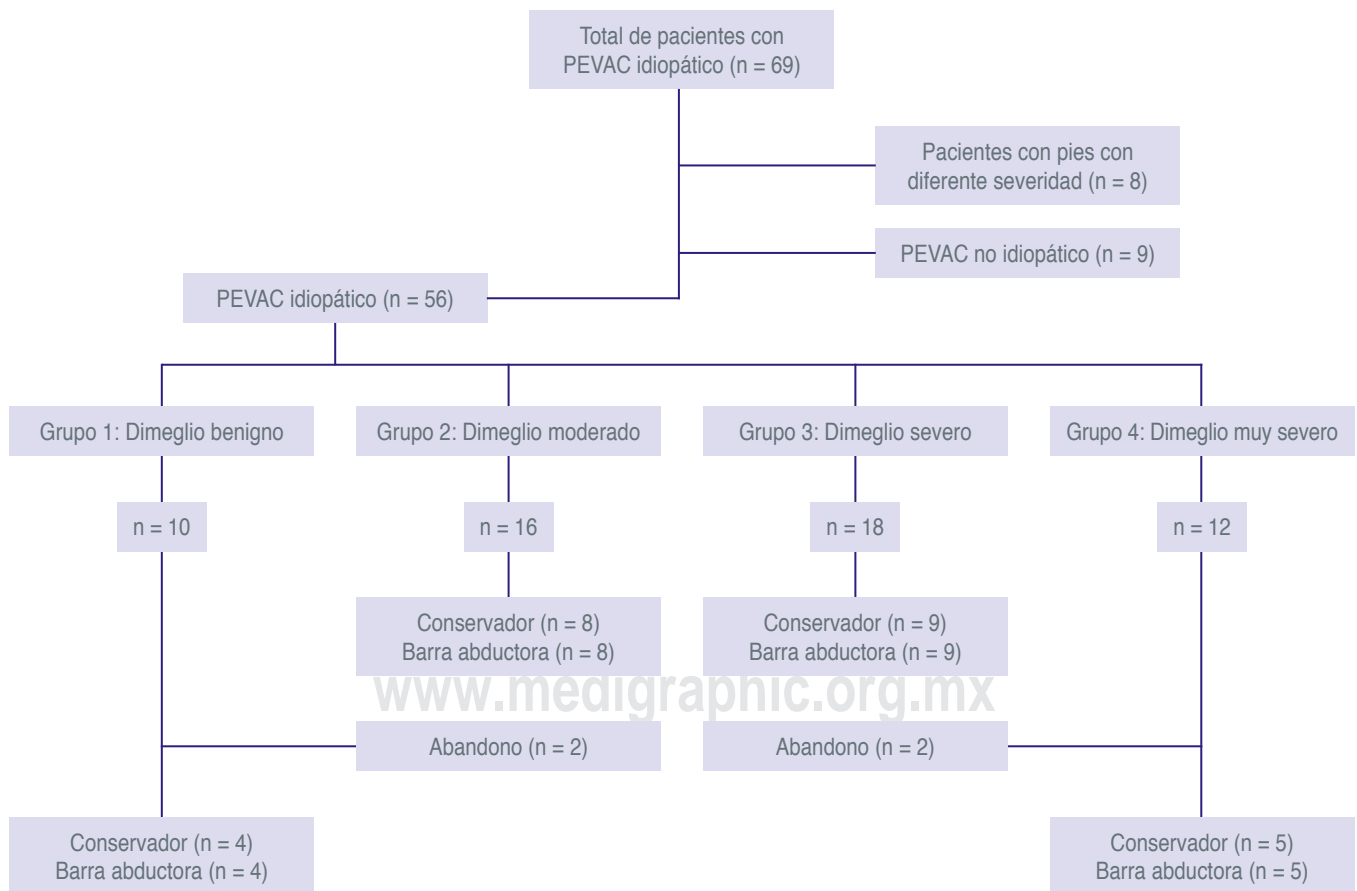 Total de pacientes con
PEVAC idiopático (n = 69)
Pacientes con pies con
diferente severidad (n = 8)
PEVAC no idiopático (n = 9)
PEVAC idiopático (n = 56)
Grupo 1: Dimeglio benigno
Grupo 2: Dimeglio moderado
Grupo 3: Dimeglio severo
Grupo 4: Dimeglio muy severo
n = 10
n = 16
n = 18
n = 12
Conservador (n = 8)
Barra abductora (n = 8)
Conservador (n = 9)
Barra abductora (n = 9)
www.medigraphic.org.mx
Abandono (n = 2)
Abandono (n = 2)
Conservador (n = 4)
Barra abductora (n = 4)
Conservador (n = 5)
Barra abductora (n = 5)